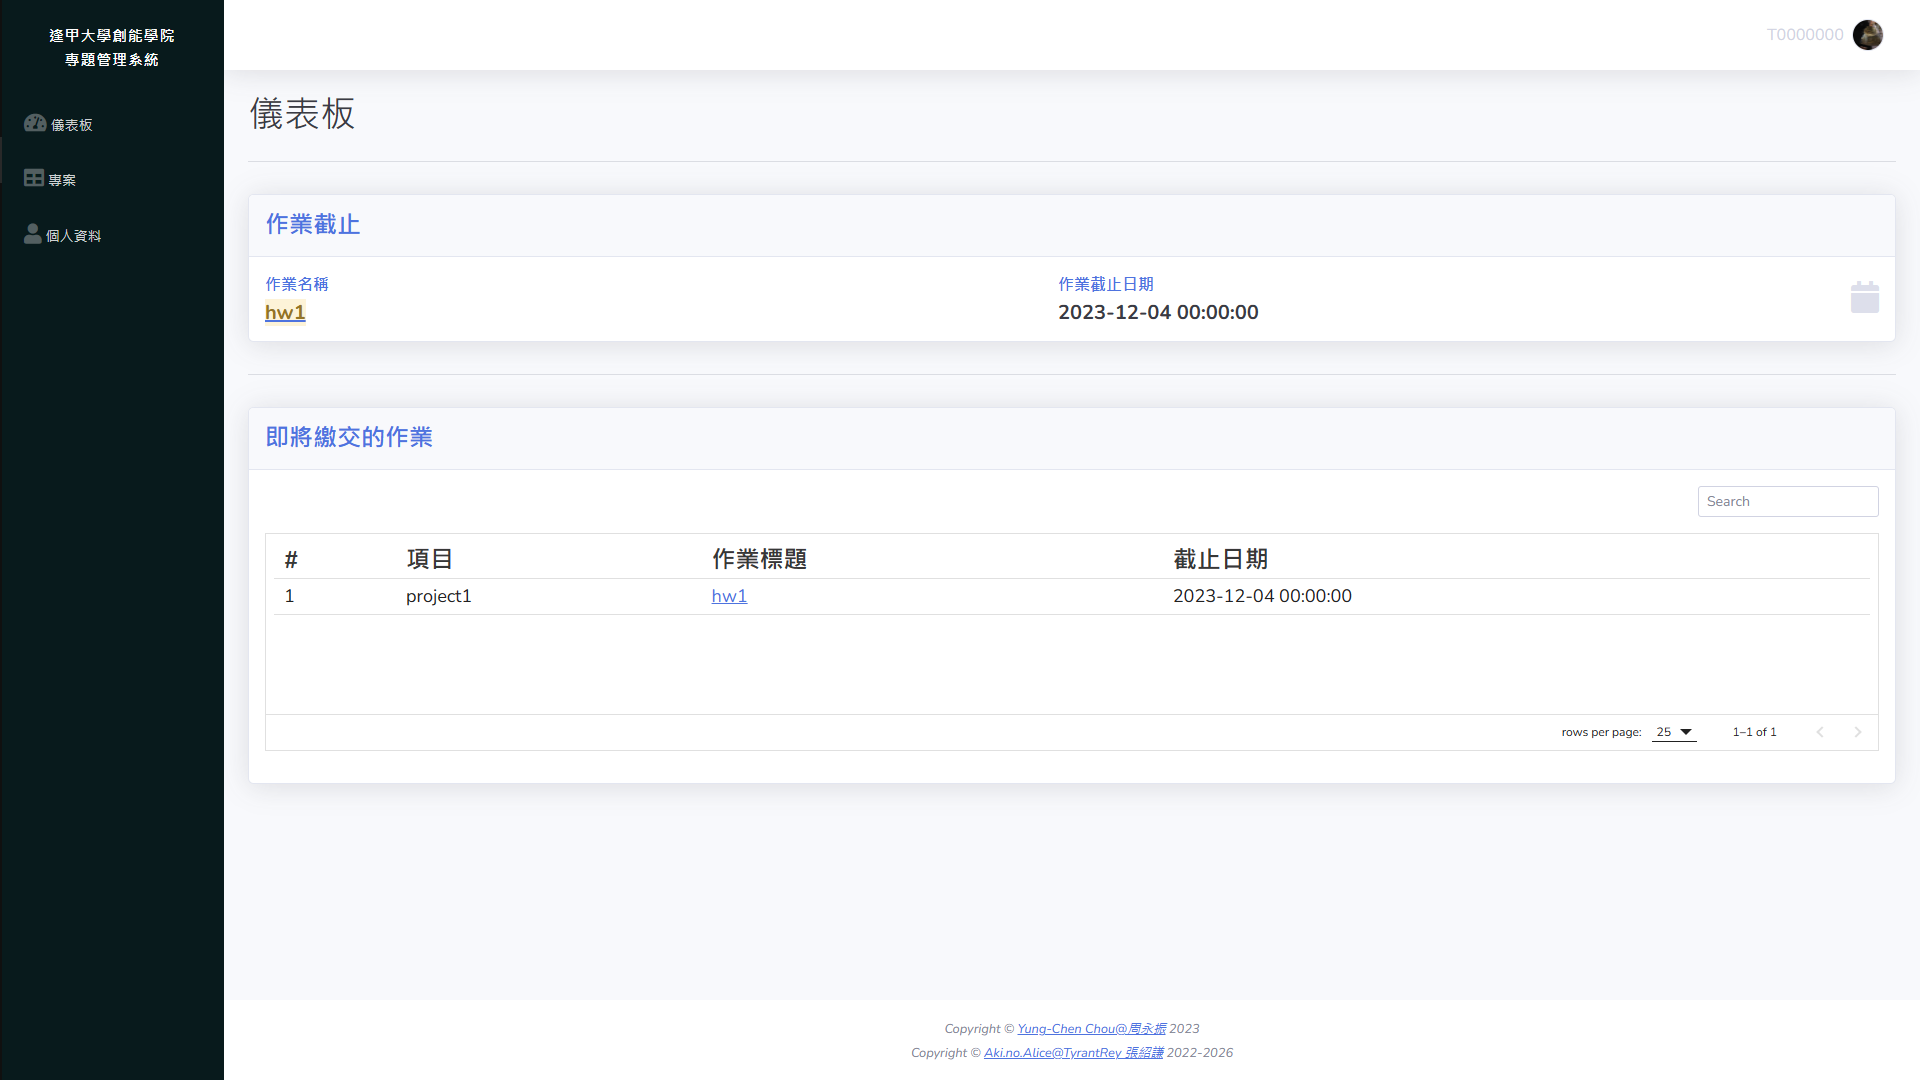 逢甲大學創能學院
專題管理系統
儀表板
專案
個人資料
T0000000
儀表板
作業截止
作業名稱
hw1
作業截止日期
2023-12-04 00:00:00
即將繳交的作業
Search
# 項目 作業標題 截止日期
1 project1 hw1 2023-12-04 00:00:00
rows per page: 25 1–1 of 1
Copyright © Yung-Chen Chou@周永振 2023
Copyright © Aki.no.Alice@TyrantRey 張紹謙 2022-2026